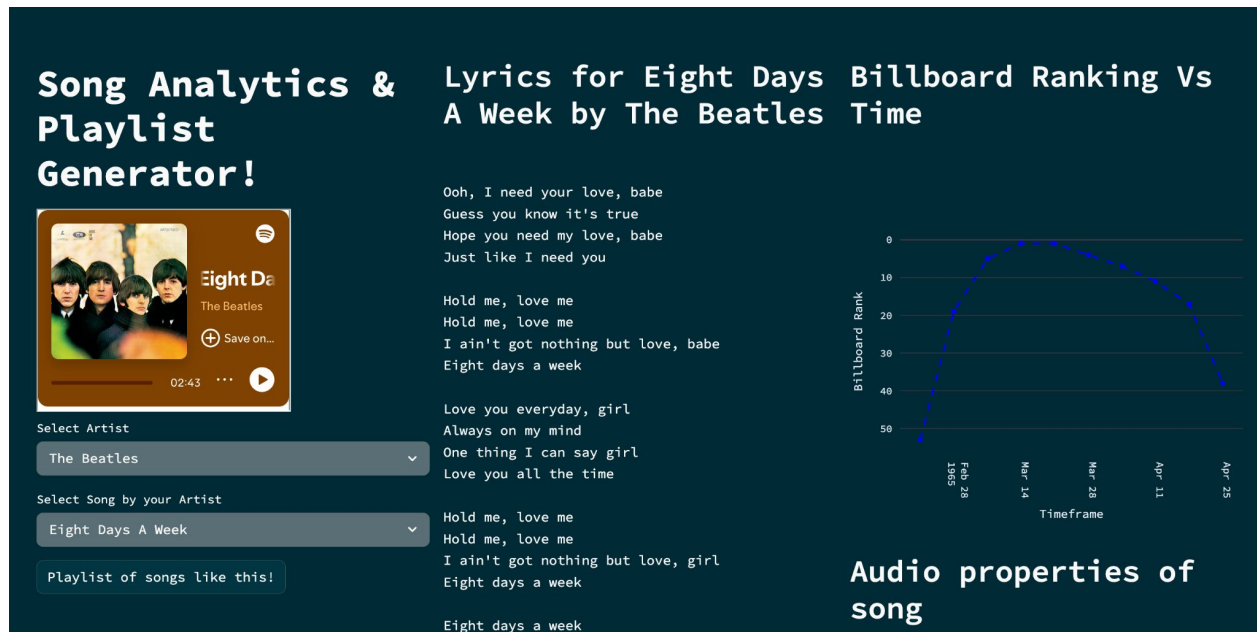 Song Analytics &
Playlist
Generator!
Eight Da
The Beatles
Save on...
02:43
Select Artist
The Beatles
Select Song by your Artist
Eight Days A Week
Playlist of songs like this!
Lyrics for Eight Days
A Week by The Beatles
Ooh, I need your love, babe
Guess you know it's true
Hope you need my love, babe
Just like I need you
Hold me, love me
Hold me, love me
I ain't got nothing but love, babe
Eight days a week
Love you everyday, girl
Always on my mind
One thing I can say girl
Love you all the time
Hold me, love me
Hold me, love me
I ain't got nothing but love, girl
Eight days a week
Eight days a week
Billboard Ranking Vs
Time
0
10
20
30
40
50
Billboard Rank
Feb 28
1965
Mar 14
Mar 28
Apr 11
Apr 25
Timeframe
Audio properties of
song